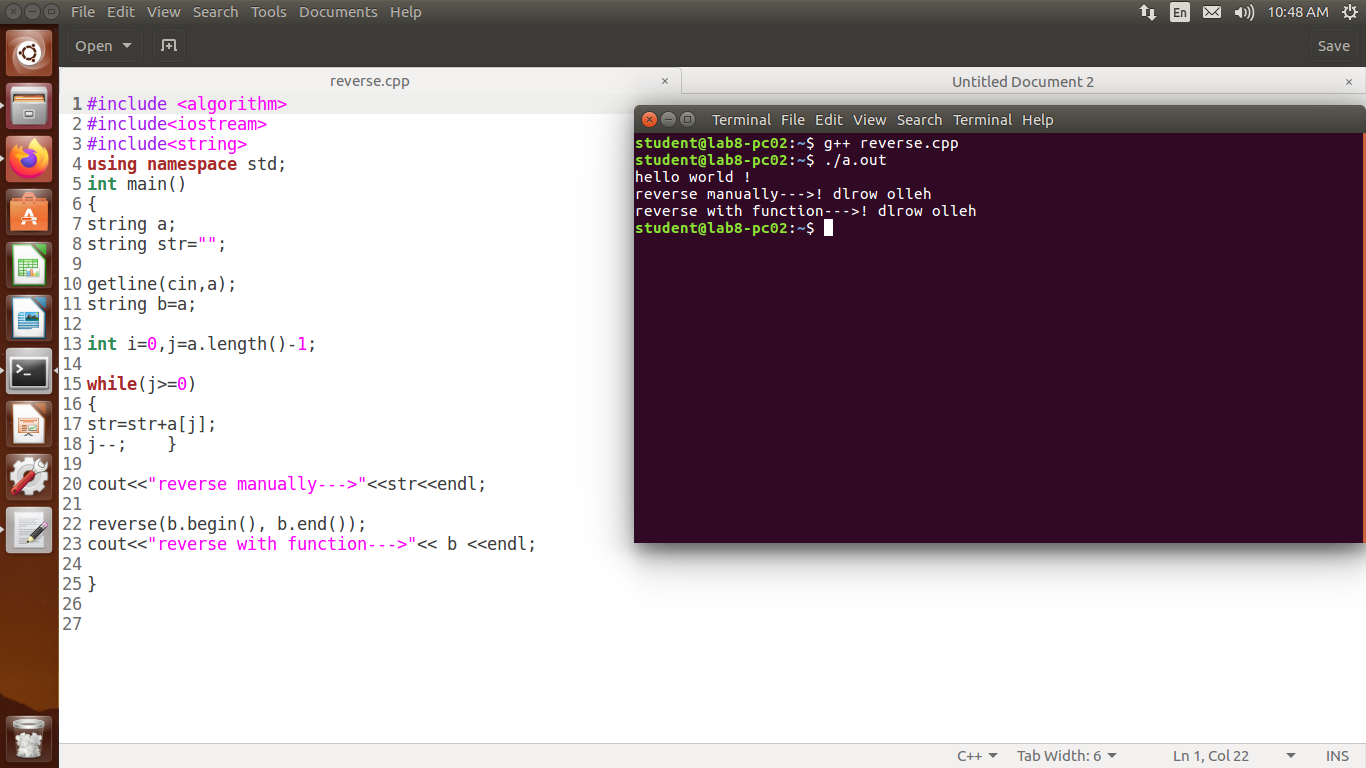 File Edit View Search Tools Documents Help
En 10:48 AM
Open Save
reverse.cpp × Untitled Document 2 ×
1 #include <algorithm>
2 #include<iostream>
3 #include<string>
4 using namespace std;
5 int main()
6 {
7 string a;
8 string str="";
9
10 getline(cin,a);
11 string b=a;
12
13 int i=0,j=a.length()-1;
14
15 while(j>=0)
16 {
17 str=str+a[j];
18 j--;    }
19
20 cout<<"reverse manually--->"<<str<<endl;
21
22 reverse(b.begin(), b.end());
23 cout<<"reverse with function--->"<< b <<endl;
24
25 }
26
27
Terminal File Edit View Search Terminal Help
student@lab8-pc02:~$ g++ reverse.cpp
student@lab8-pc02:~$ ./a.out
hello world !
reverse manually--->! dlrow olleh
reverse with function--->! dlrow olleh
student@lab8-pc02:~$
C++ Tab Width: 6 Ln 1, Col 22 INS